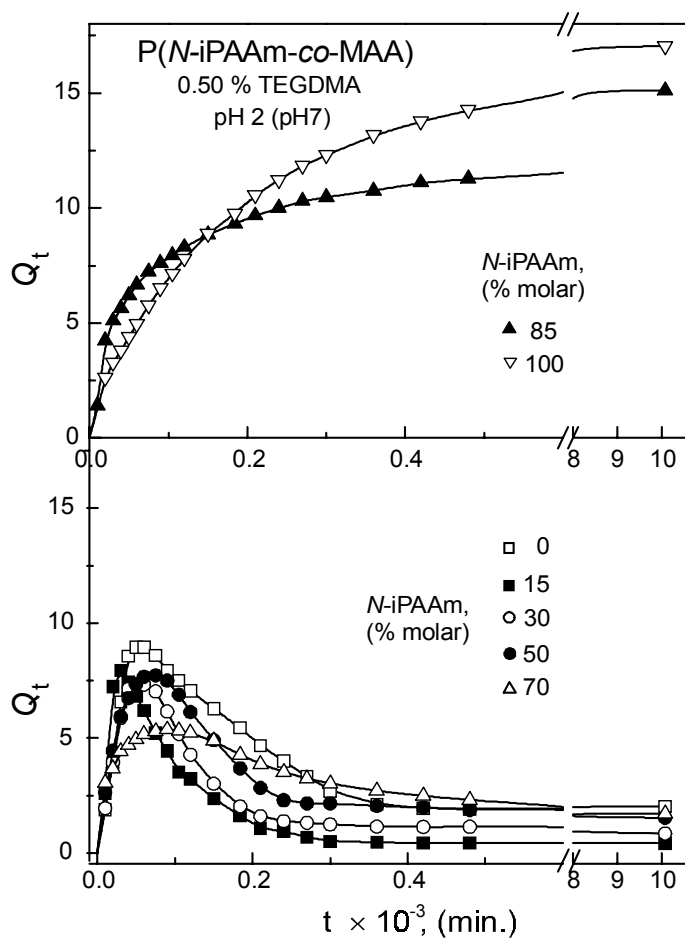 P(N-iPAAm-co-MAA)
0.50 % TEGDMA
pH 2 (pH7)
15
10
5
0
Qt
N-iPAAm,
(% molar)
85
100
0.0 0.2 0.4 8 9 10
15
10
5
0
Qt
N-iPAAm,
(% molar)
0
15
30
50
70
0.0 0.2 0.4 8 9 10
t × 10⁻³, (min.)